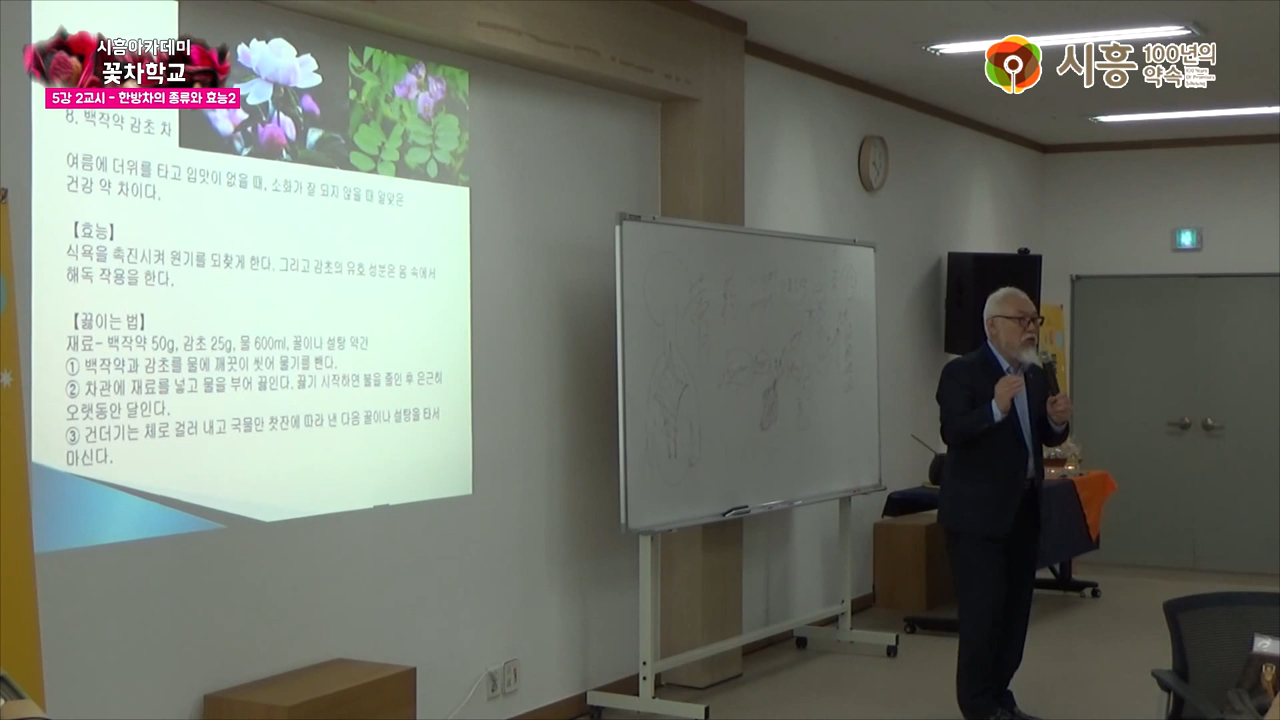 시흥아카데미
꽃차학교
5강 2교시 - 한방차의 종류와 효능2
시흥 100년의 약속
8. 백작약 감초 차
여름에 더위를 타고 입맛이 없을 때, 소화가 잘 되지 않을 때 알맞은
건강 약 차이다.
【효능】
식욕을 촉진시켜 원기를 되찾게 한다. 그리고 감초의 유효 성분은 몸 속에서
해독 작용을 한다.
【끓이는 법】
재료- 백작약 50g, 감초 25g, 물 600ml, 꿀이나 설탕 약간
① 백작약과 감초를 물에 깨끗이 씻어 물기를 뺀다.
② 차관에 재료를 넣고 물을 부어 끓인다. 끓기 시작하면 불을 줄인 후 은근히
오랫동안 달인다.
③ 건더기는 체로 걸러 내고 국물만 찻잔에 따라 낸 다음 꿀이나 설탕을 타서
마신다.